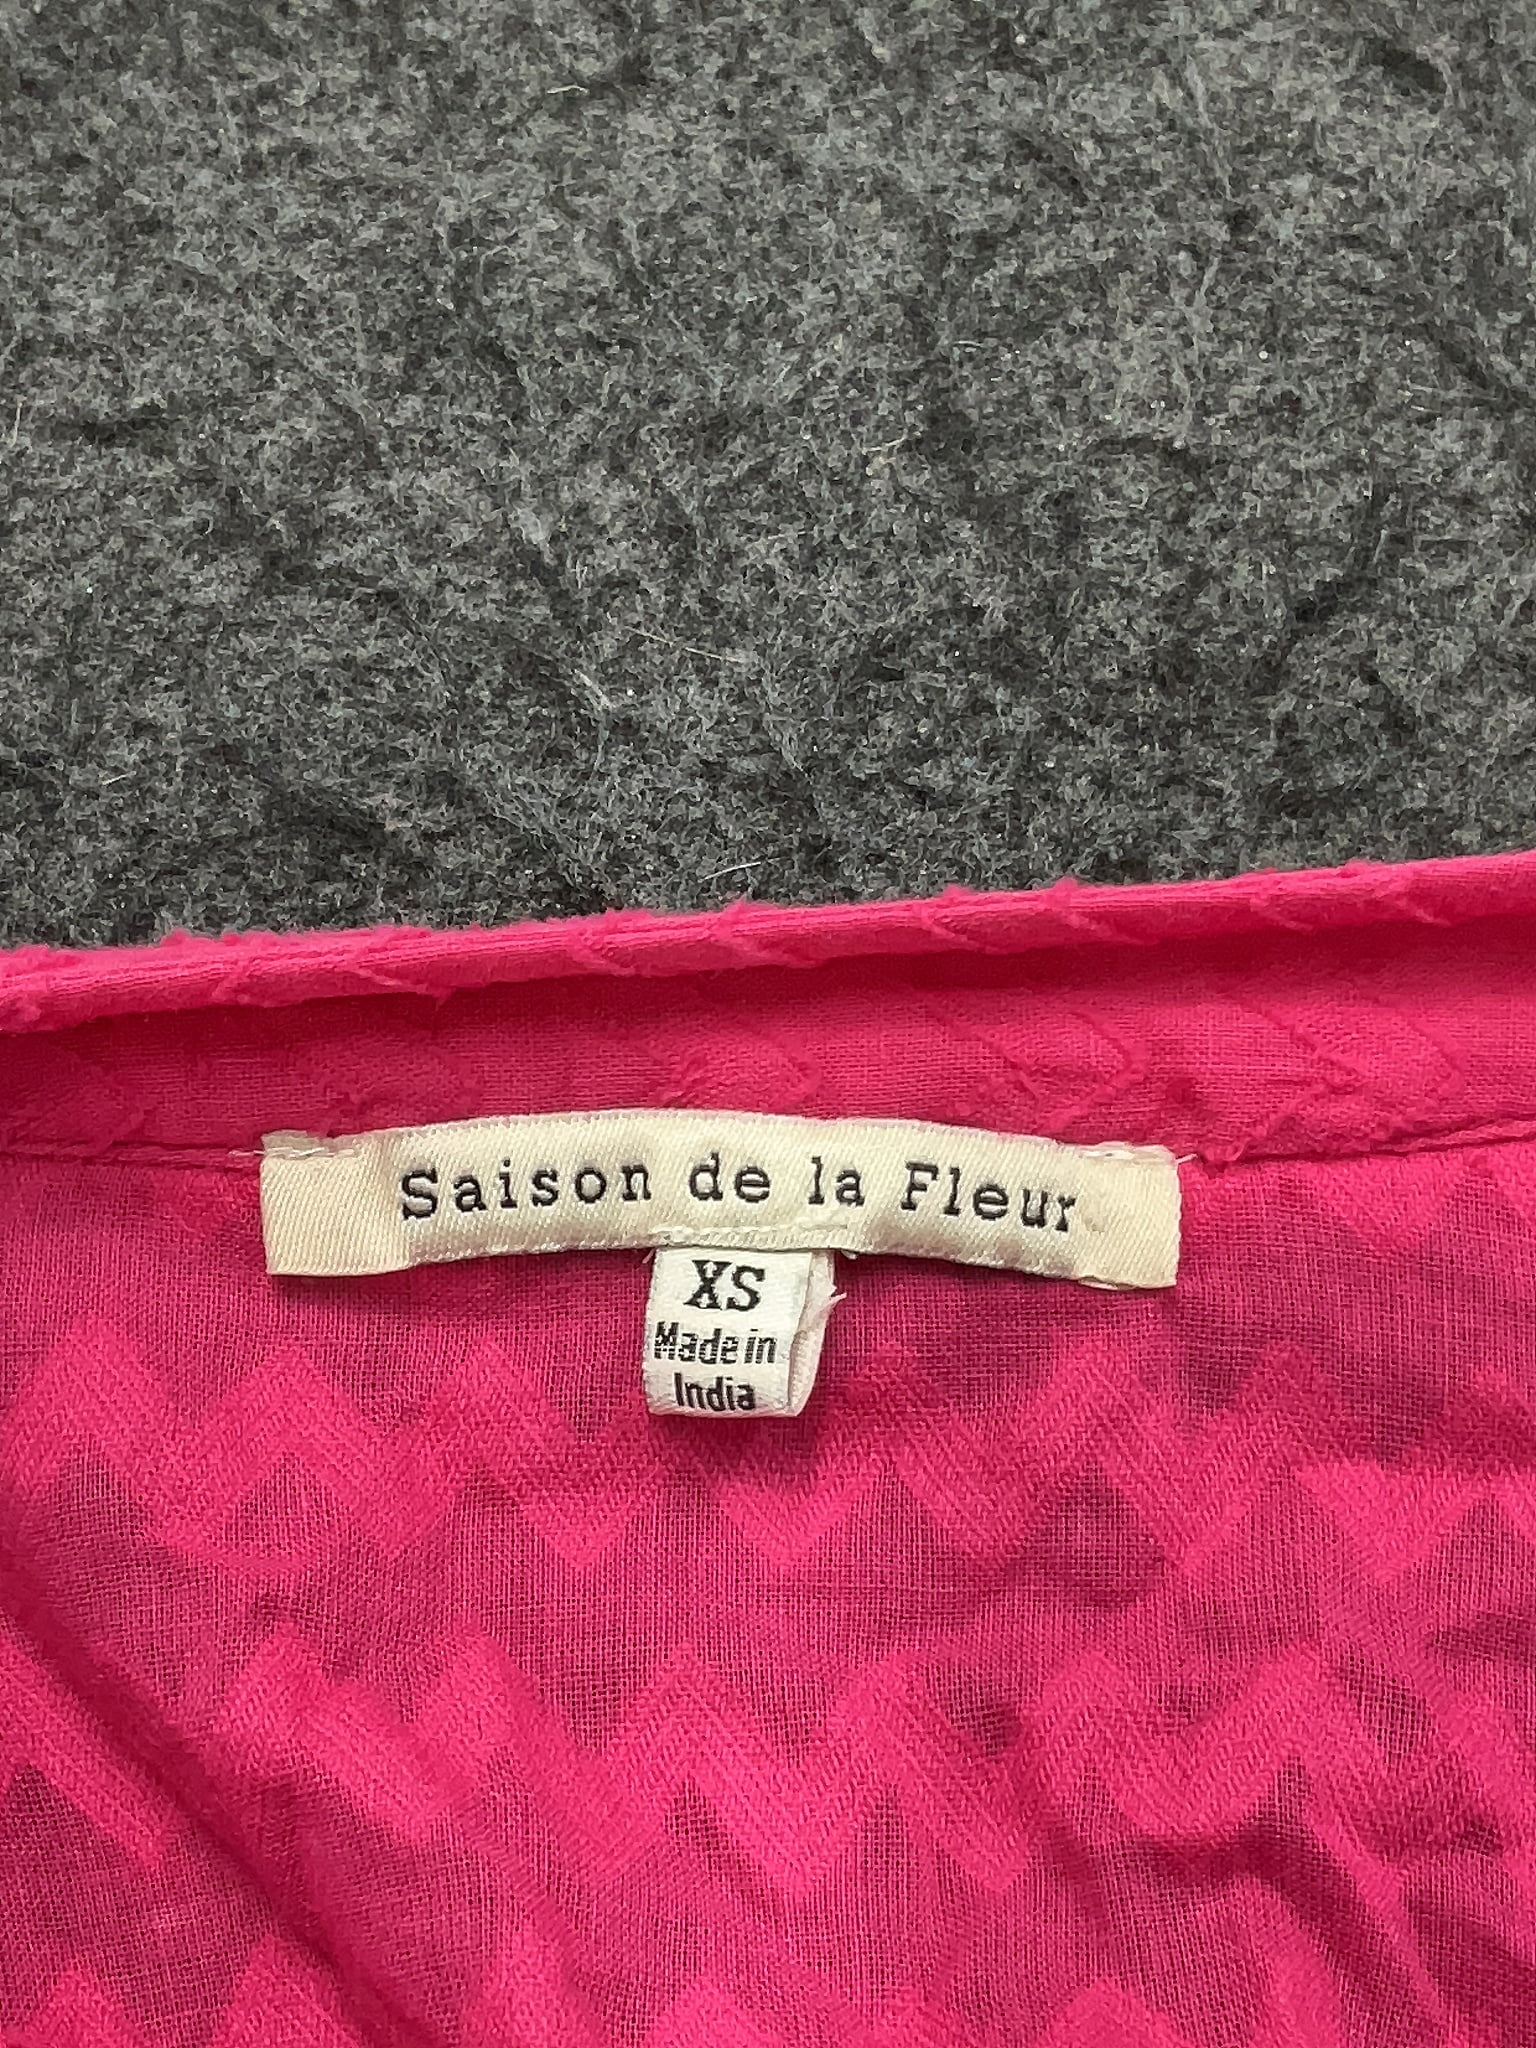 Saison de la Fleur
XS
Made in
India